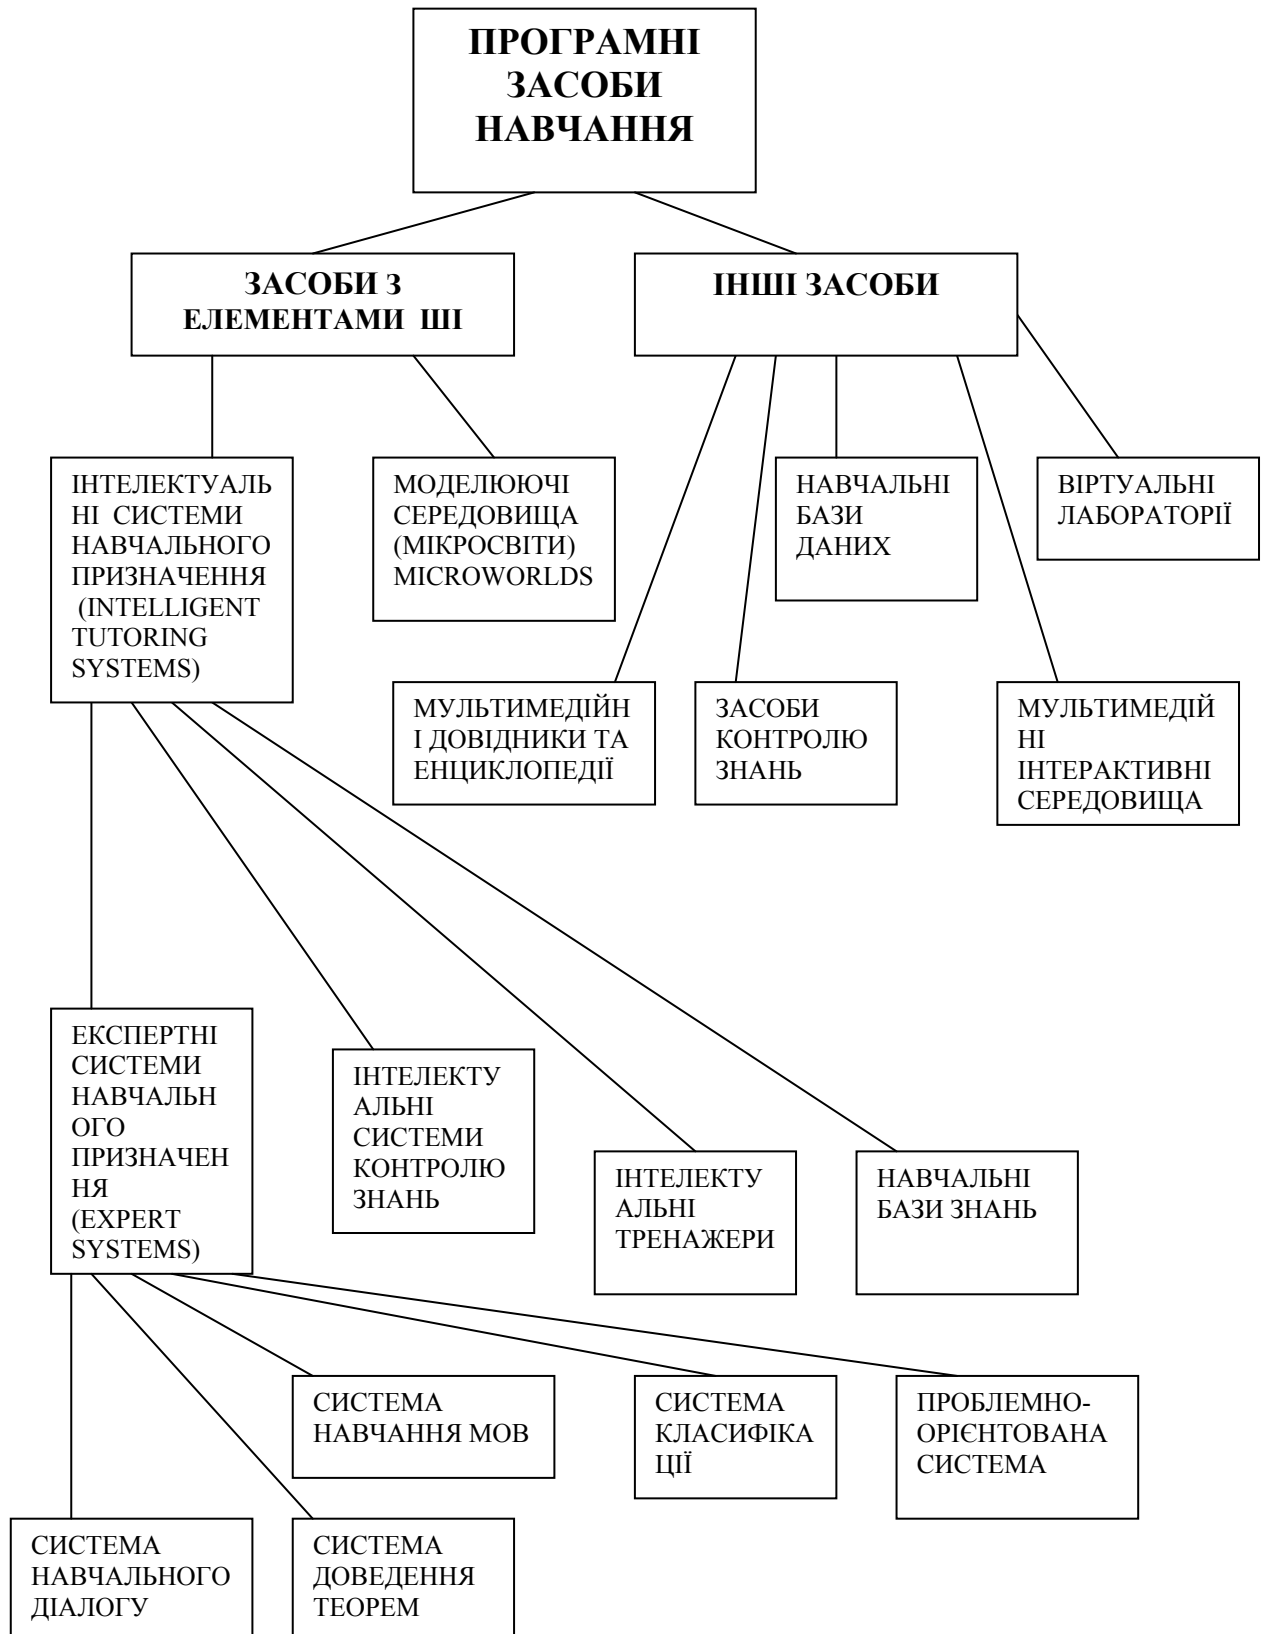 ПРОГРАМНІ
ЗАСОБИ
НАВЧАННЯ
ЗАСОБИ З
ЕЛЕМЕНТАМИ ШІ
ІНШІ ЗАСОБИ
ІНТЕЛЕКТУАЛЬ
НІ СИСТЕМИ
НАВЧАЛЬНОГО
ПРИЗНАЧЕННЯ
(INTELLIGENT
TUTORING
SYSTEMS)
МОДЕЛЮЮЧІ
СЕРЕДОВИЩА
(МІКРОСВІТИ)
MICROWORLDS
НАВЧАЛЬНІ
БАЗИ
ДАНИХ
ВІРТУАЛЬНІ
ЛАБОРАТОРІЇ
МУЛЬТИМЕДІЙН
І ДОВІДНИКИ ТА
ЕНЦИКЛОПЕДІЇ
ЗАСОБИ
КОНТРОЛЮ
ЗНАНЬ
МУЛЬТИМЕДІЙ
НІ
ІНТЕРАКТИВНІ
СЕРЕДОВИЩА
ЕКСПЕРТНІ
СИСТЕМИ
НАВЧАЛЬН
ОГО
ПРИЗНАЧЕН
НЯ
(EXPERT
SYSTEMS)
ІНТЕЛЕКТУ
АЛЬНІ
СИСТЕМИ
КОНТРОЛЮ
ЗНАНЬ
ІНТЕЛЕКТУ
АЛЬНІ
ТРЕНАЖЕРИ
НАВЧАЛЬНІ
БАЗИ ЗНАНЬ
СИСТЕМА
НАВЧАННЯ МОВ
СИСТЕМА
КЛАСИФІКА
ЦІЇ
ПРОБЛЕМНО-
ОРІЄНТОВАНА
СИСТЕМА
СИСТЕМА
НАВЧАЛЬНОГО
ДІАЛОГУ
СИСТЕМА
ДОВЕДЕННЯ
ТЕОРЕМ